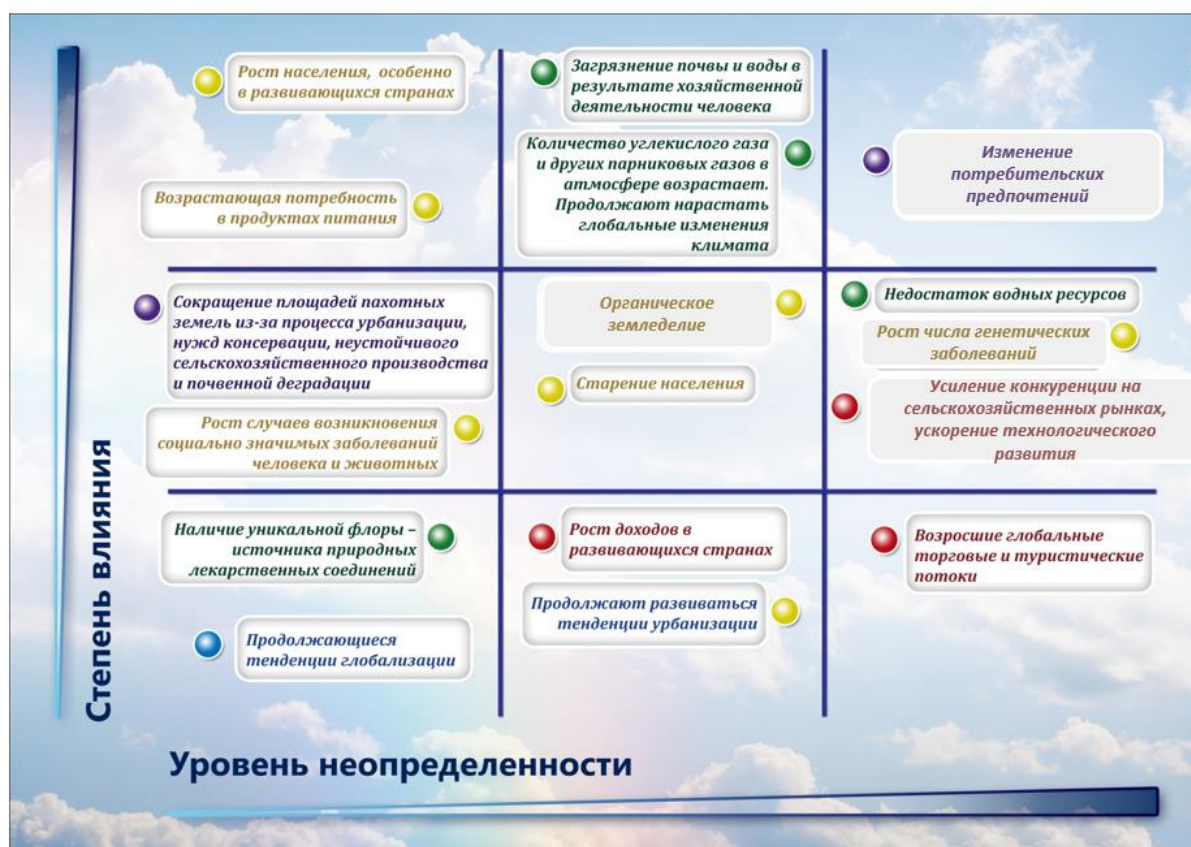 Рост населения, особенно
в развивающихся странах
Возрастающая потребность
в продуктах питания
Загрязнение почвы и воды в
результате хозяйственной
деятельности человека
Количество углекислого газа
и других парниковых газов в
атмосфере возрастает.
Продолжают нарастать
глобальные изменения
климата
Изменение
потребительских
предпочтений
Сокращение площадей пахотных
земель из-за процесса урбанизации,
нужд консервации, неустойчивого
сельскохозяйственного производства
и почвенной деградации
Рост случаев возникновения
социально значимых заболеваний
человека и животных
Органическое
земледелие
Старение населения
Недостаток водных ресурсов
Рост числа генетических
заболеваний
Усиление конкуренции на
сельскохозяйственных рынках,
ускорение технологического
развития
Наличие уникальной флоры –
источника природных
лекарственных соединений
Продолжающиеся
тенденции глобализации
Рост доходов в
развивающихся странах
Продолжают развиваться
тенденции урбанизации
Возросшие глобальные
торговые и туристические
потоки
Степень влияния
Уровень неопределенности